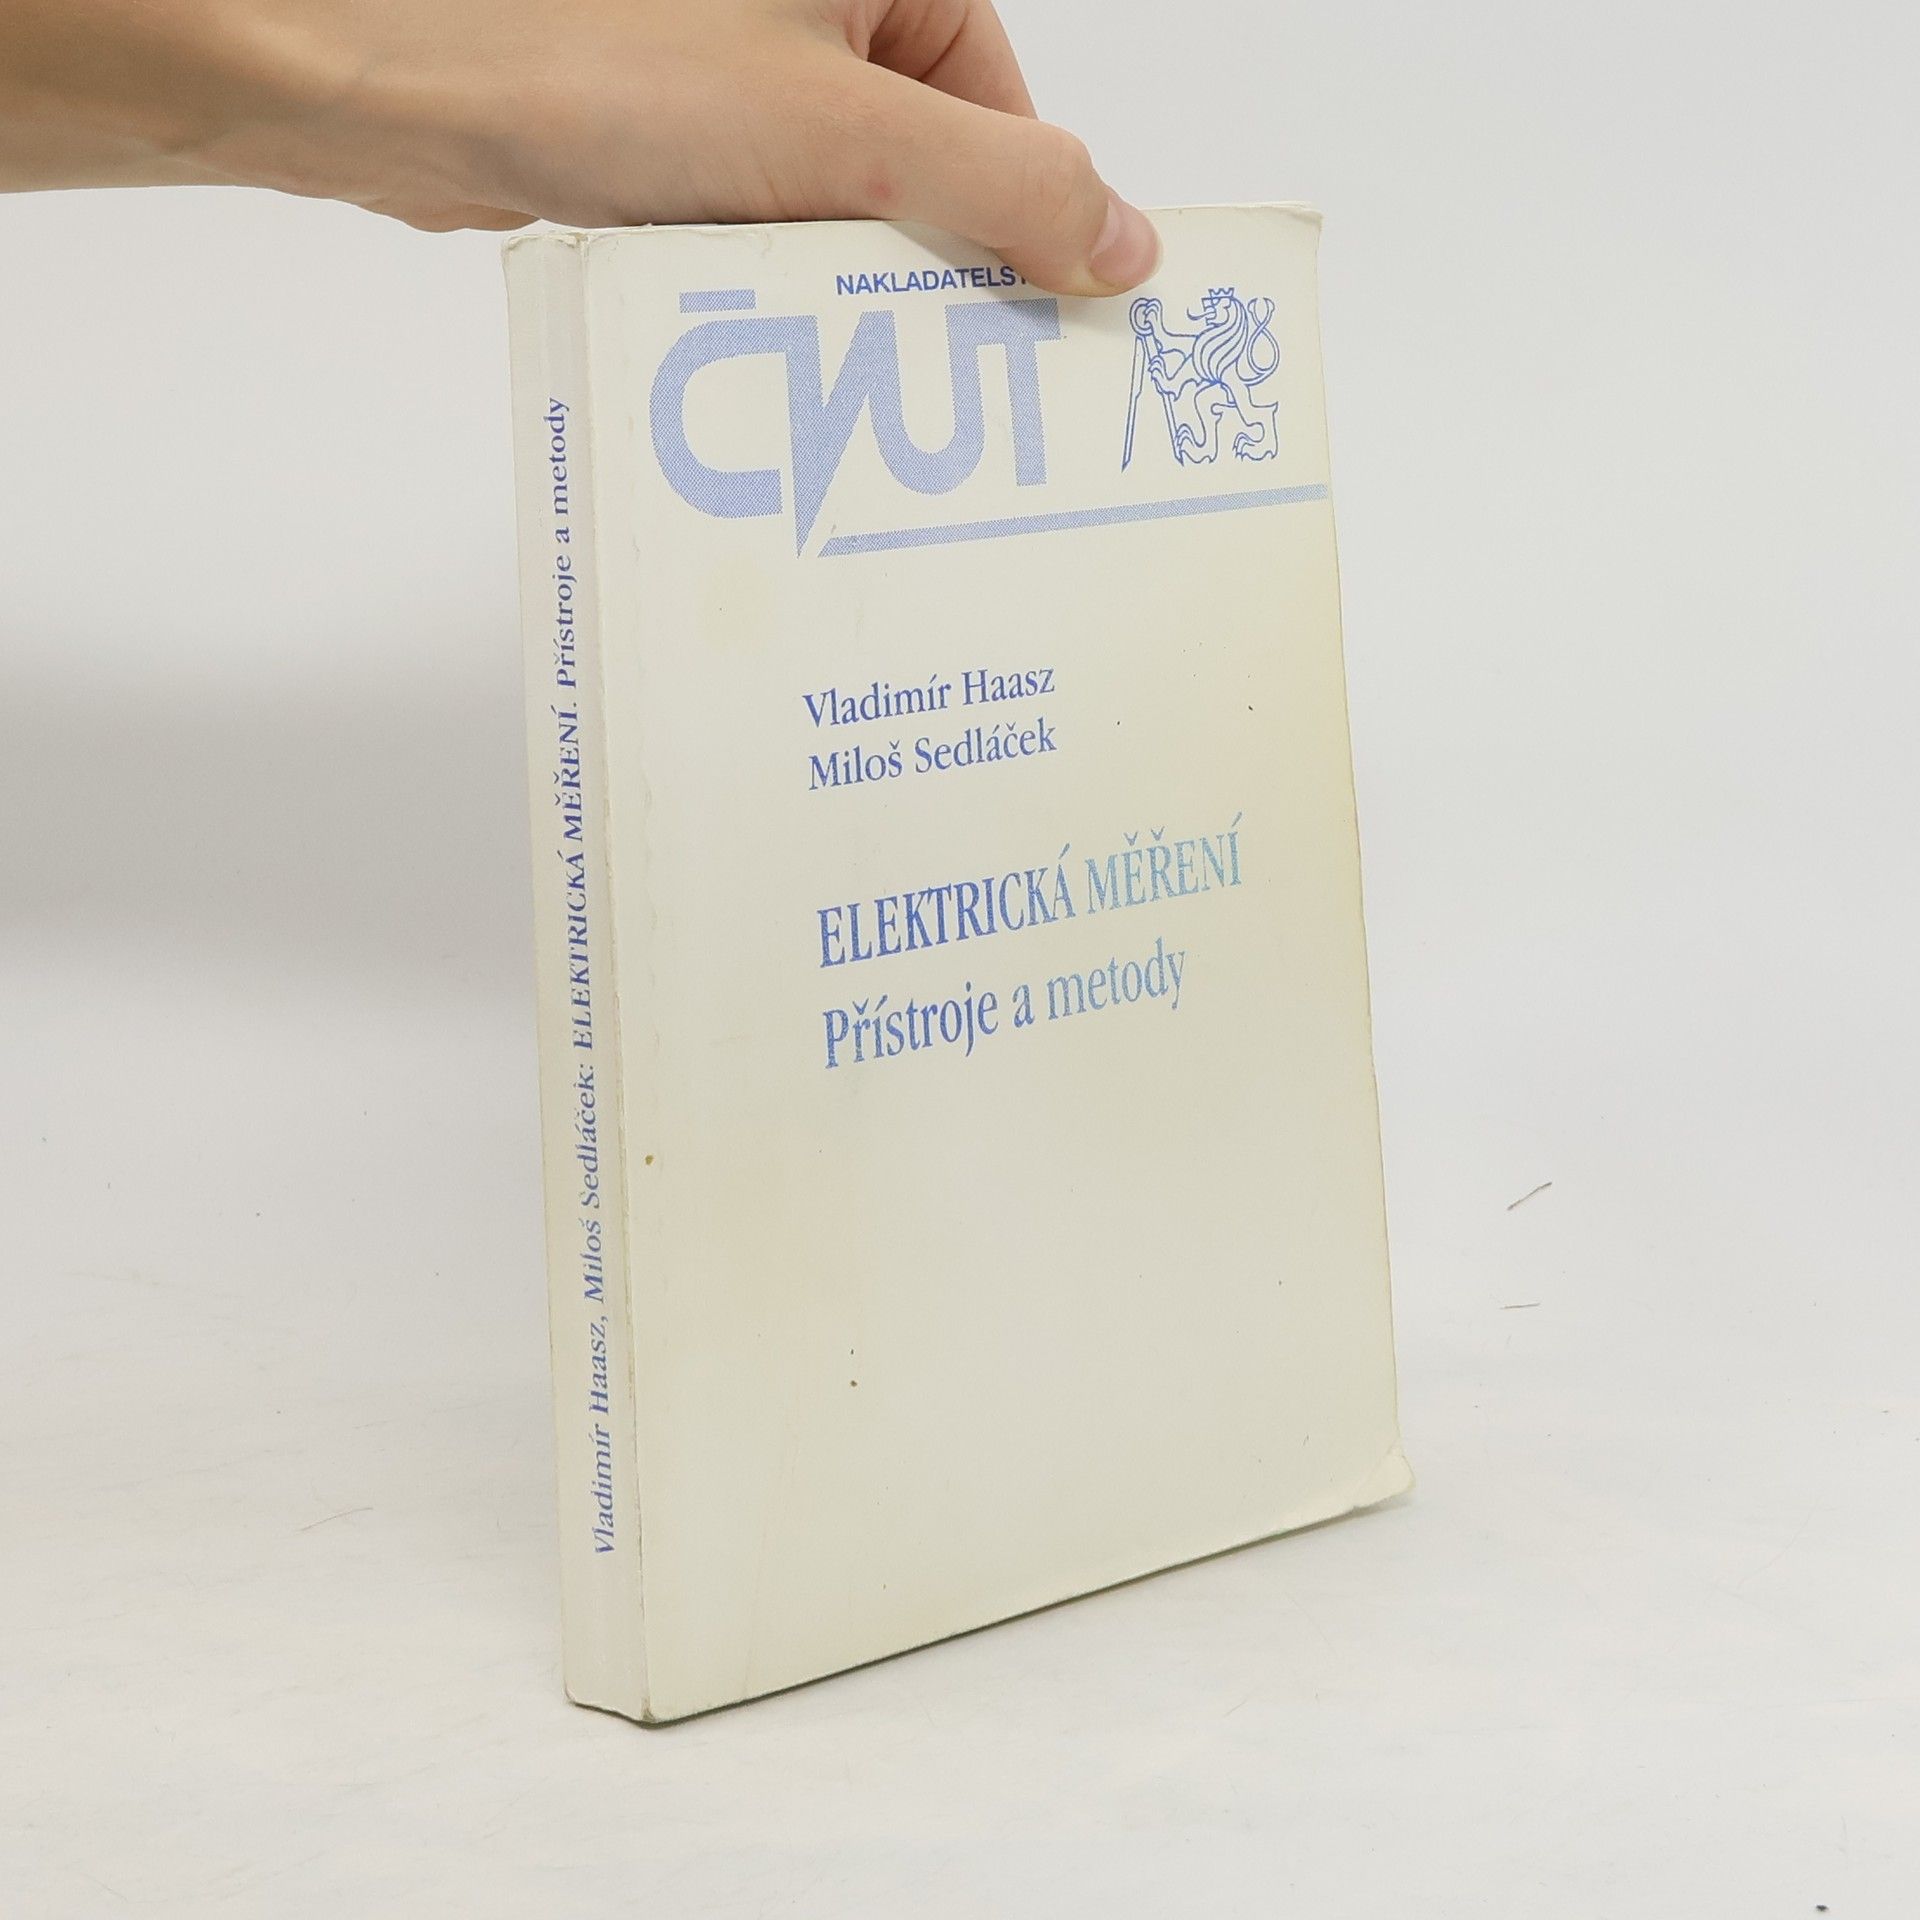 NAKLADATELST
ČVUT
Vladimír Haasz
Miloš Sedláček
ELEKTRICKÁ MĚŘENÍ
Přístroje a metody
Vladimír Haasz, Miloš Sedláček: ELEKTRICKÁ MĚŘENÍ. Přístroje a metody